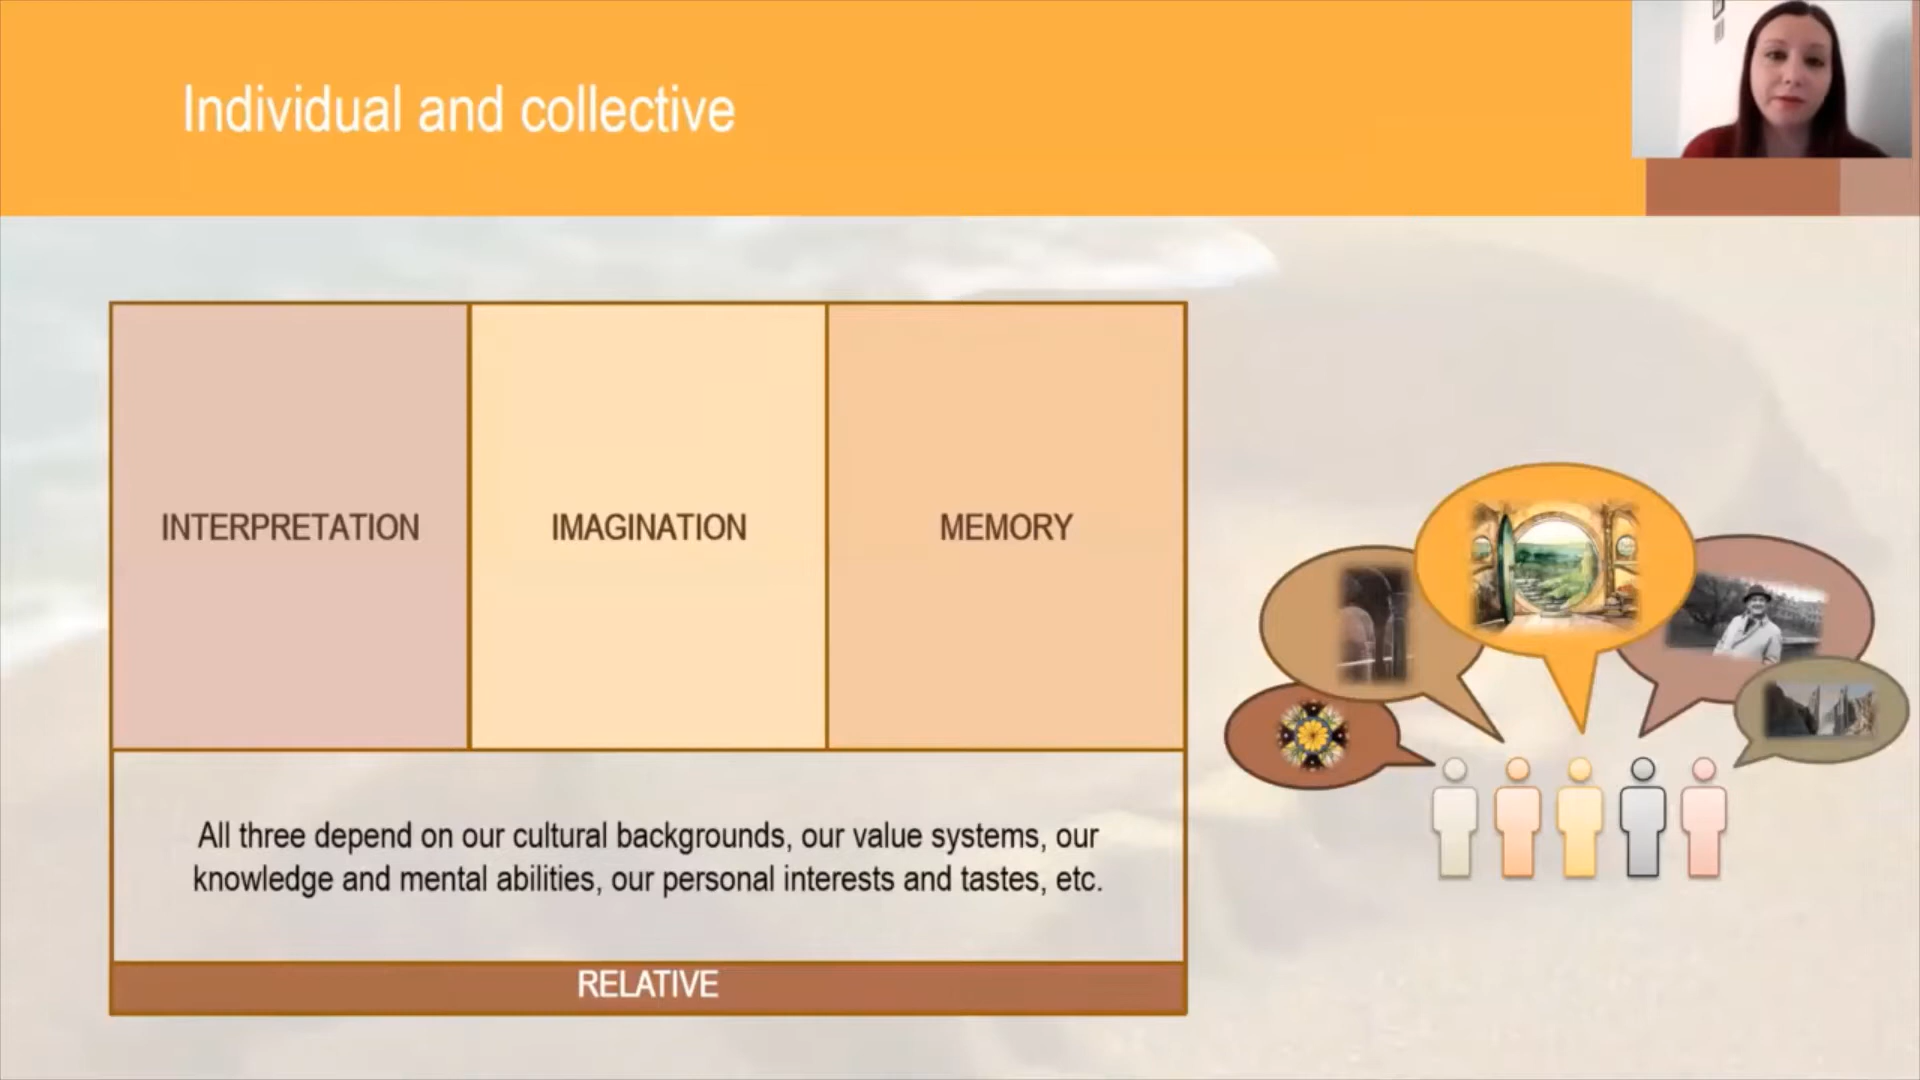 Individual and collective
INTERPRETATION
IMAGINATION
MEMORY
All three depend on our cultural backgrounds, our value systems, our
knowledge and mental abilities, our personal interests and tastes, etc.
RELATIVE